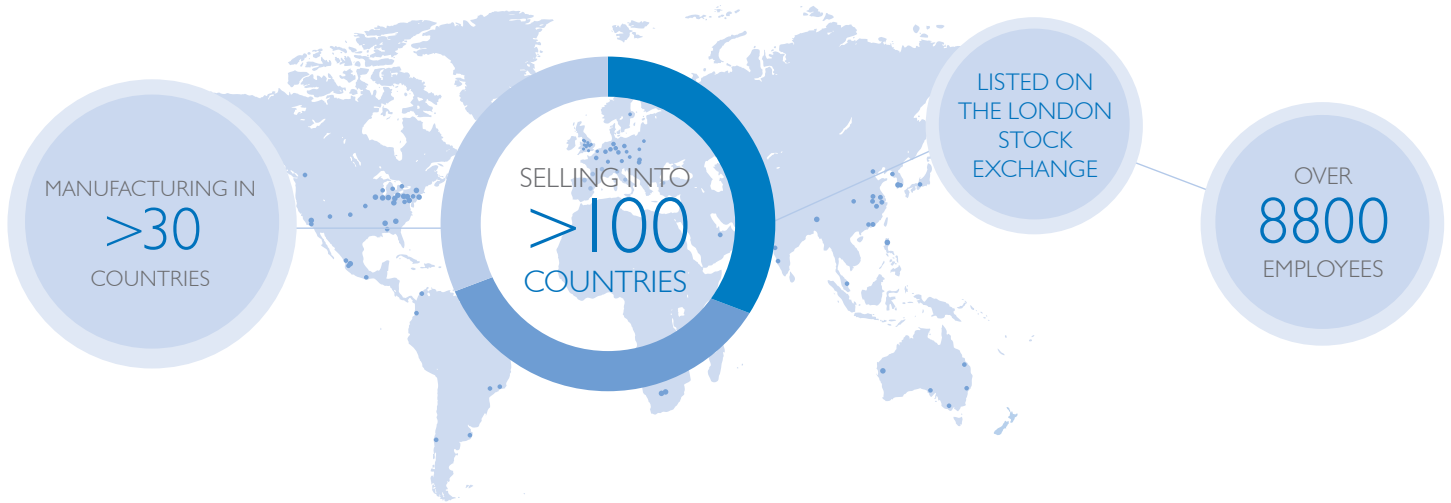 MANUFACTURING IN
>30
COUNTRIES
SELLING INTO
>100
COUNTRIES
LISTED ON
THE LONDON
STOCK
EXCHANGE
OVER
8800
EMPLOYEES